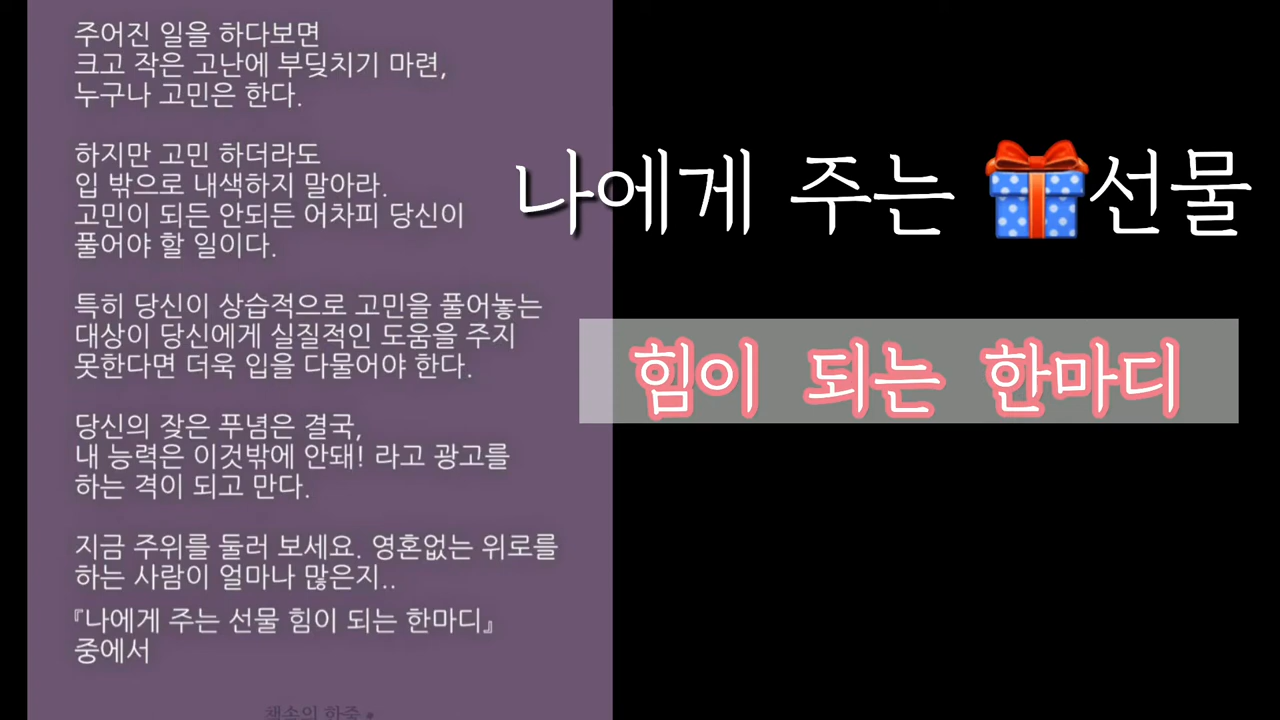 주어진 일을 하다보면
크고 작은 고난에 부딪치기 마련,
누구나 고민은 한다.
하지만 고민 하더라도
입 밖으로 내색하지 말아라.
고민이 되든 안되든 어차피 당신이
풀어야 할 일이다.
특히 당신이 상습적으로 고민을 풀어놓는
대상이 당신에게 실질적인 도움을 주지
못한다면 더욱 입을 다물어야 한다.
당신의 잦은 푸념은 결국,
내 능력은 이것밖에 안돼! 라고 광고를
하는 격이 되고 만다.
지금 주위를 둘러 보세요. 영혼없는 위로를
하는 사람이 얼마나 많은지..
『나에게 주는 선물 힘이 되는 한마디』
중에서
책속의 한줄
나에게 주는 🎁선물
힘이 되는 한마디